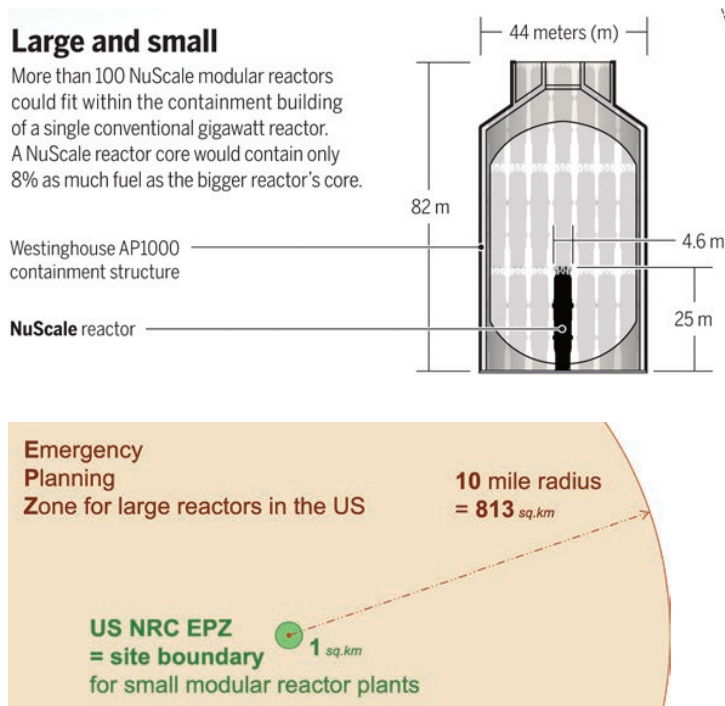 Large and small
More than 100 NuScale modular reactors
could fit within the containment building
of a single conventional gigawatt reactor.
A NuScale reactor core would contain only
8% as much fuel as the bigger reactor’s core.
44 meters (m)
82 m
Westinghouse AP1000
containment structure
4.6 m
NuScale reactor
25 m
Emergency
Planning
Zone for large reactors in the US
10 mile radius
= 813 sq.km
US NRC EPZ
= site boundary
for small modular reactor plants
1 sq.km